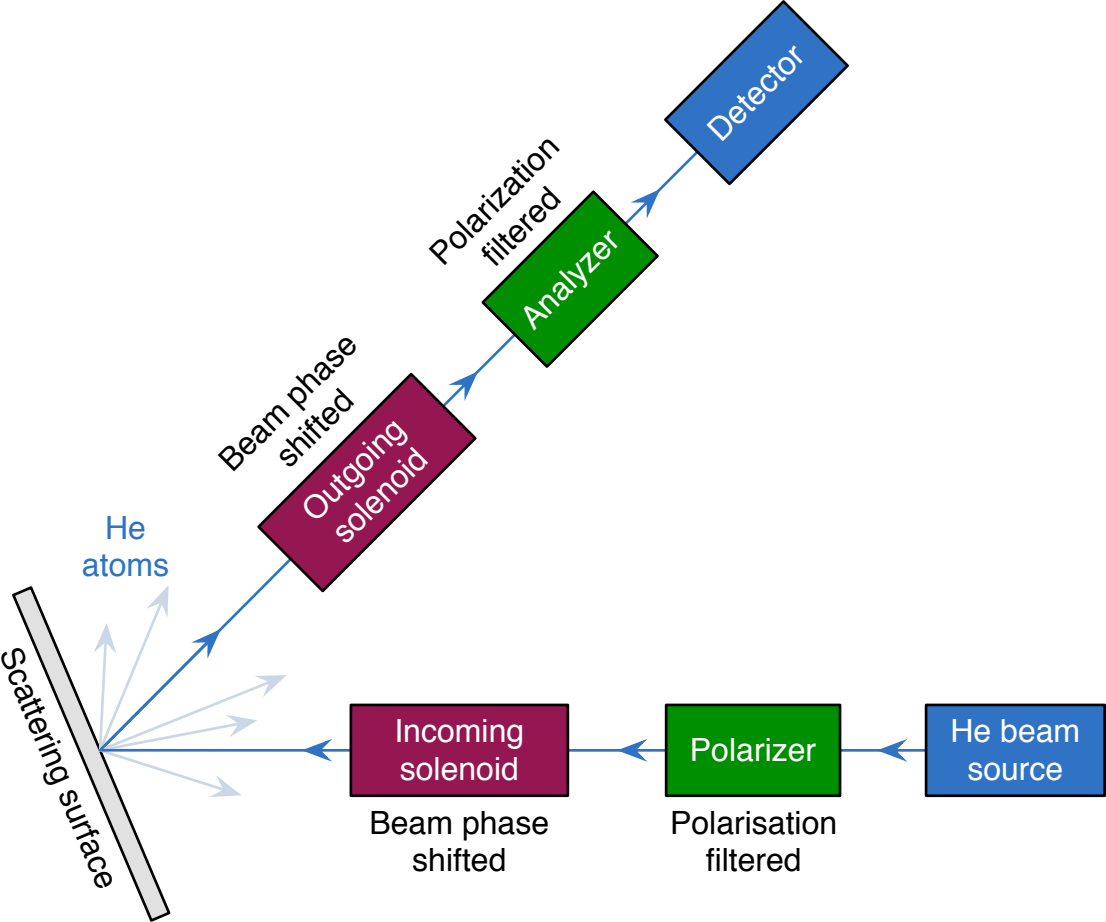 Detector
Polarization
filtered
Analyzer
Beam phase
shifted
Outgoing
solenoid
He
atoms
Scattering surface
Incoming
solenoid
Beam phase
shifted
Polarizer
Polarisation
filtered
He beam
source